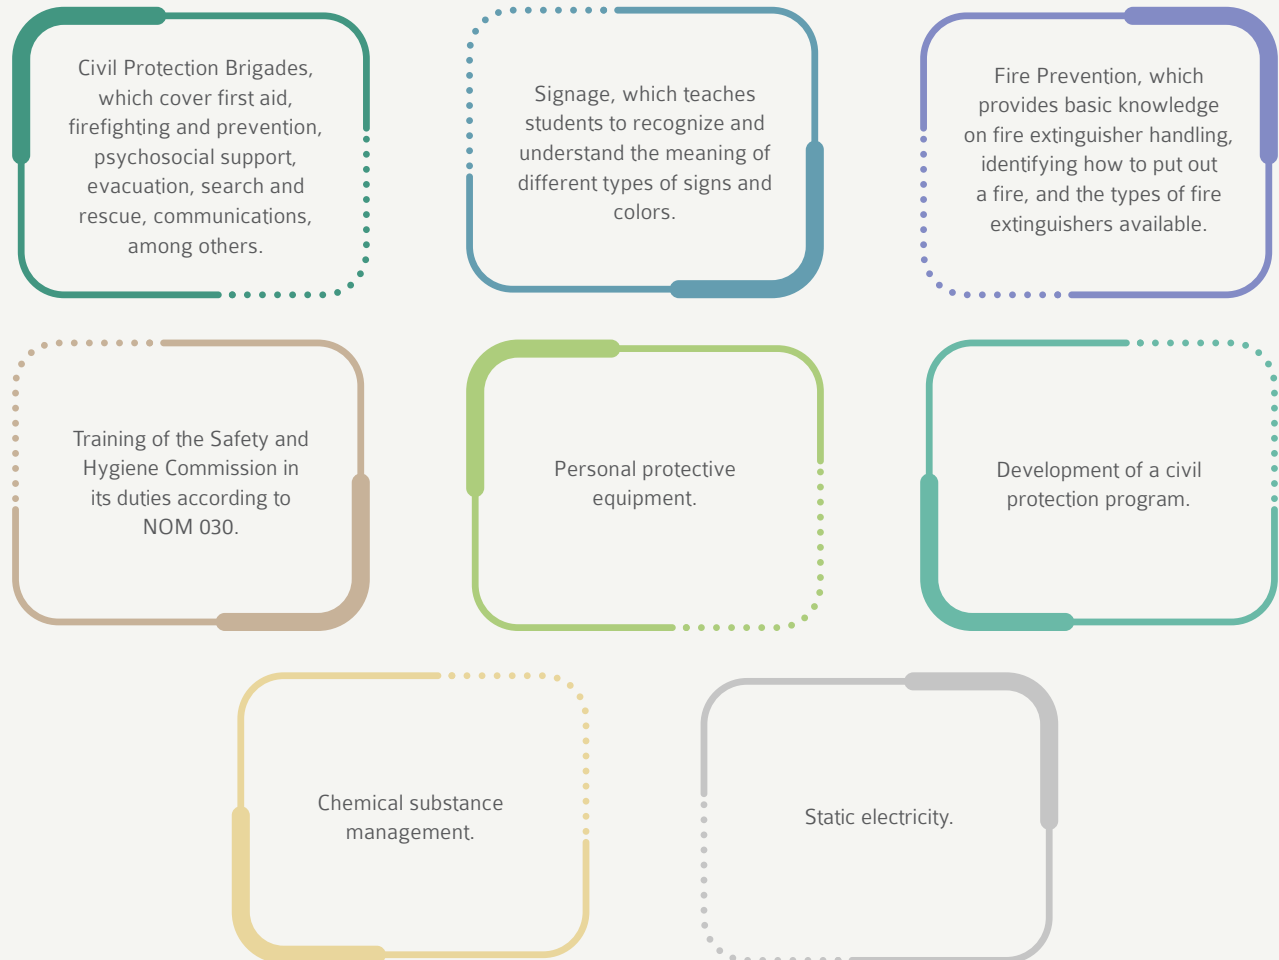 Civil Protection Brigades,
which cover first aid,
firefighting and prevention,
psychosocial support,
evacuation, search and
rescue, communications,
among others.
Signage, which teaches
students to recognize and
understand the meaning of
different types of signs and
colors.
Fire Prevention, which
provides basic knowledge
on fire extinguisher handling,
identifying how to put out
a fire, and the types of fire
extinguishers available.
Training of the Safety and
Hygiene Commission in
its duties according to
NOM 030.
Personal protective
equipment.
Development of a civil
protection program.
Chemical substance
management.
Static electricity.